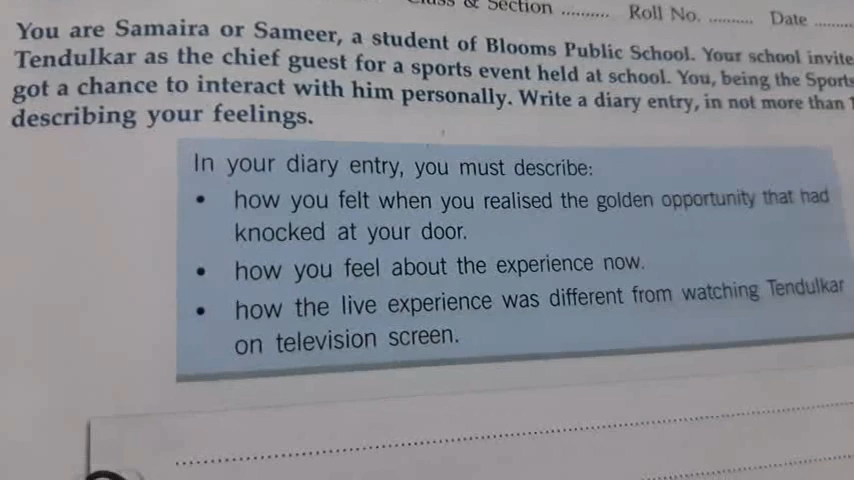 & Section .......... Roll No. .......... Date ........
You are Samaira or Sameer, a student of Blooms Public School. Your school invite
Tendulkar as the chief guest for a sports event held at school. You, being the Sports
got a chance to interact with him personally. Write a diary entry, in not more than 1
describing your feelings.
In your diary entry, you must describe:
• how you felt when you realised the golden opportunity that had
knocked at your door.
• how you feel about the experience now.
• how the live experience was different from watching Tendulkar
on television screen.